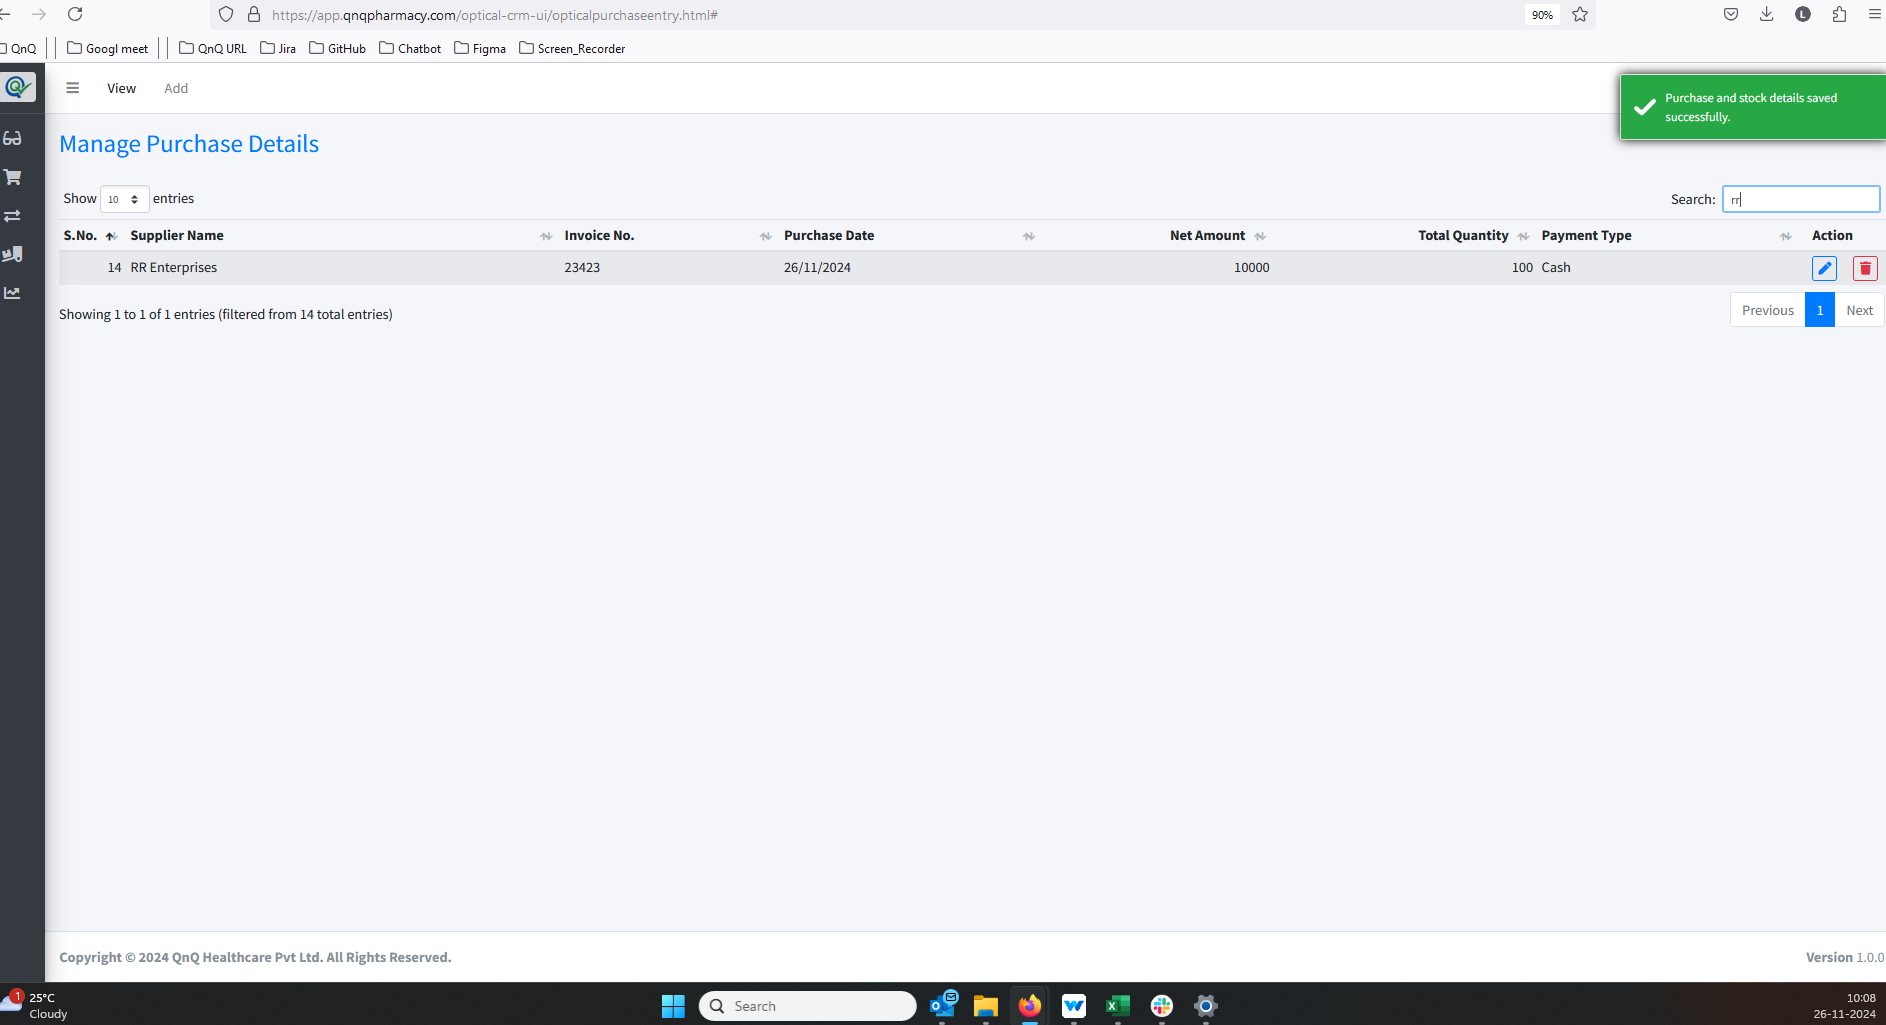 https://app.qnqpharmacy.com/optical-crm-ui/opticalpurchaseentry.html#
90%
L
QnQ
Googl meet
QnQ URL
Jira
GitHub
Chatbot
Figma
Screen_Recorder
View
Add
Purchase and stock details saved
successfully.
Manage Purchase Details
Show 10 entries
Search: rr
S.No. Supplier Name Invoice No. Purchase Date Net Amount Total Quantity Payment Type Action
14 RR Enterprises 23423 26/11/2024 10000 100 Cash
Showing 1 to 1 of 1 entries (filtered from 14 total entries)
Previous 1 Next
Copyright © 2024 QnQ Healthcare Pvt Ltd. All Rights Reserved.
Version 1.0.0
1
25°C
Cloudy
Search
10:08
26-11-2024